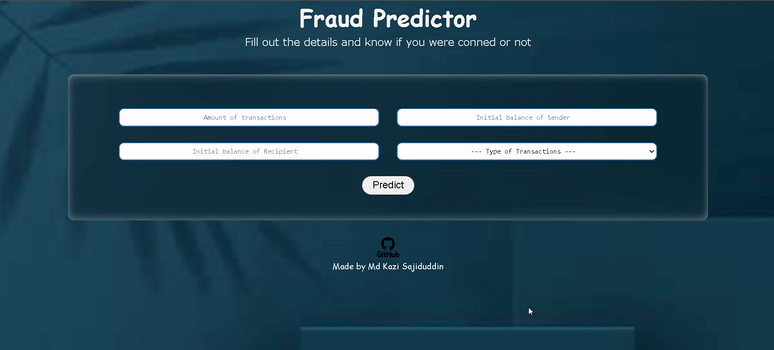 Fraud Predictor
Fill out the details and know if you were conned or not
Amount of transactions
Initial balance of Sender
Initial balance of Recipient
--- Type of Transactions ---
Predict
GitHub
Made by Md Kazi Sajiduddin